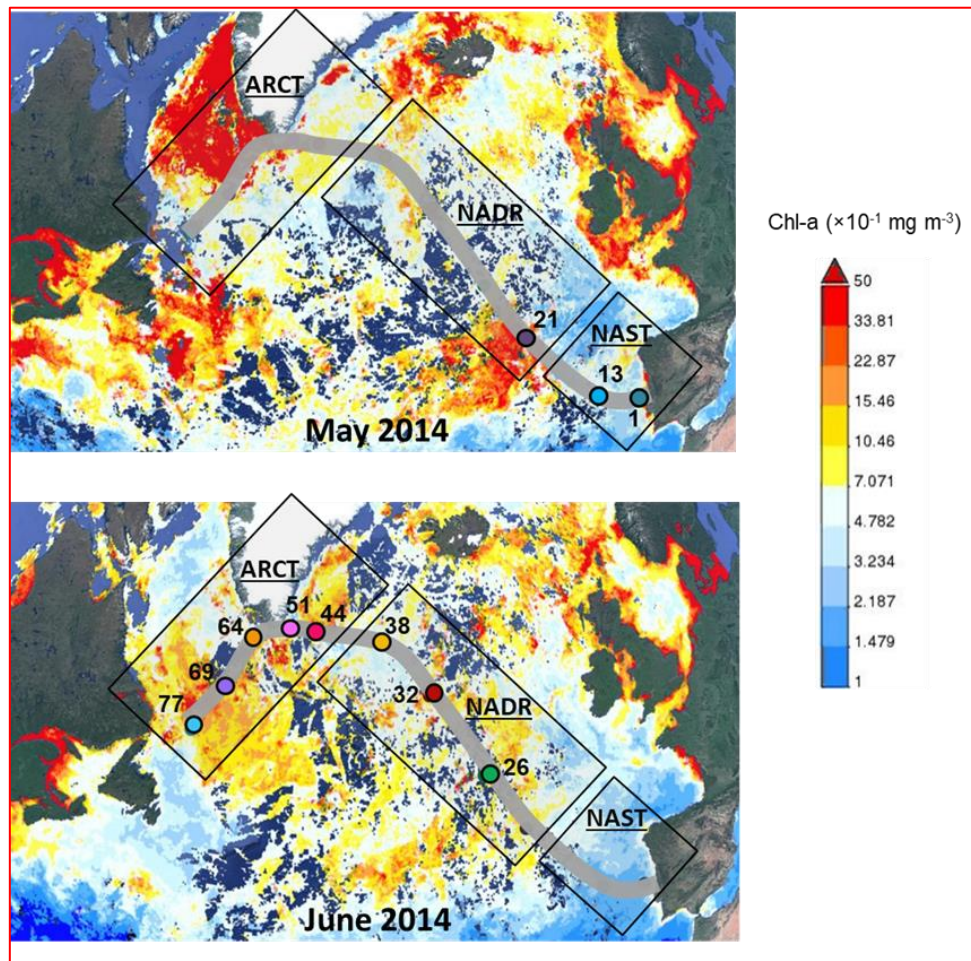 ARCT
NADR
21
NAST
13
1
May 2014
Chl-a (×10⁻¹ mg m⁻³)
50
33.81
22.87
15.46
10.46
7.071
4.782
3.234
2.187
1.479
1
ARCT
51
44
64
38
69
32
NADR
77
26
NAST
June 2014